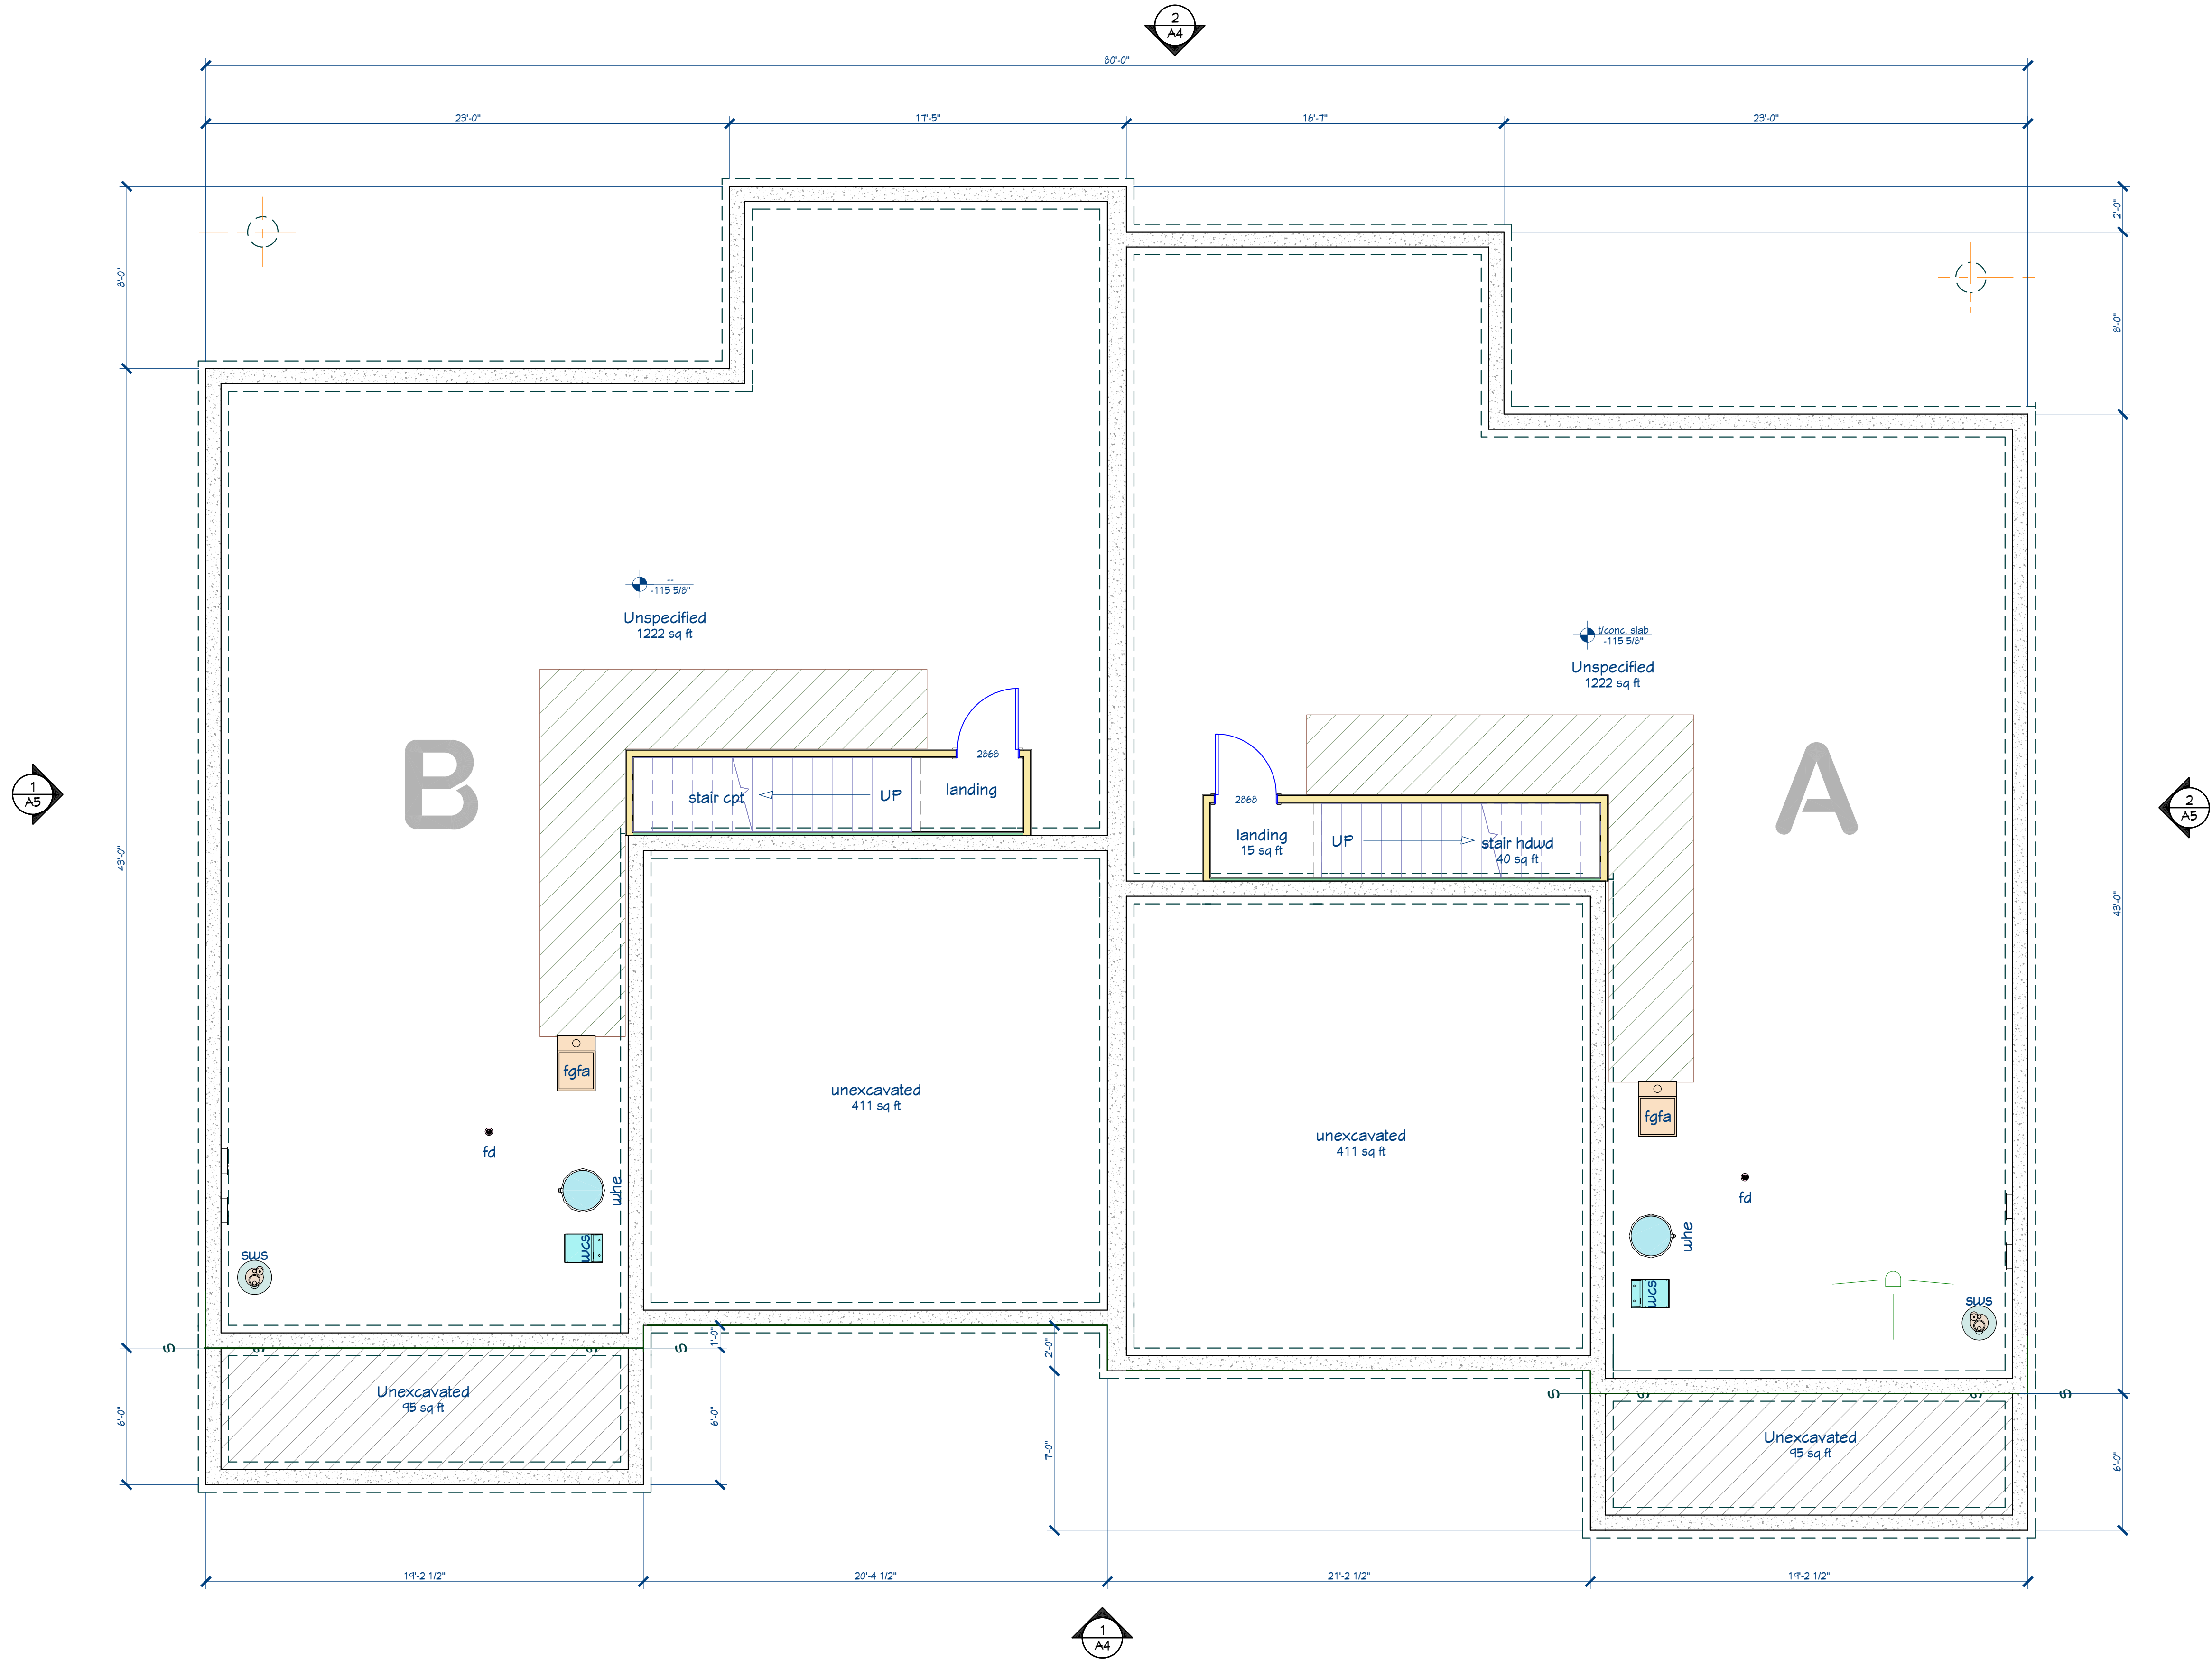 2
A4
80'-0"
23'-0"
17'-5"
16'-7"
23'-0"
2'-0"
8'-0"
8'-0"
--
-115 5/8"
Unspecified
1222 sq ft
t/conc. slab
-115 5/8"
Unspecified
1222 sq ft
B
A
2868
stair cpt
UP
landing
2868
landing
15 sq ft
UP
stair hdwd
40 sq ft
1
A5
2
A5
43'-0"
43'-0"
fgfa
unexcavated
411 sq ft
fgfa
unexcavated
411 sq ft
fd
fd
whe
whe
wcs
wcs
sws
sws
1'-0"
2'-0"
S
S
S
S
S
S
S
S
Unexcavated
95 sq ft
Unexcavated
95 sq ft
6'-0"
6'-0"
7'-0"
6'-0"
19'-2 1/2"
20'-4 1/2"
21'-2 1/2"
19'-2 1/2"
1
A4